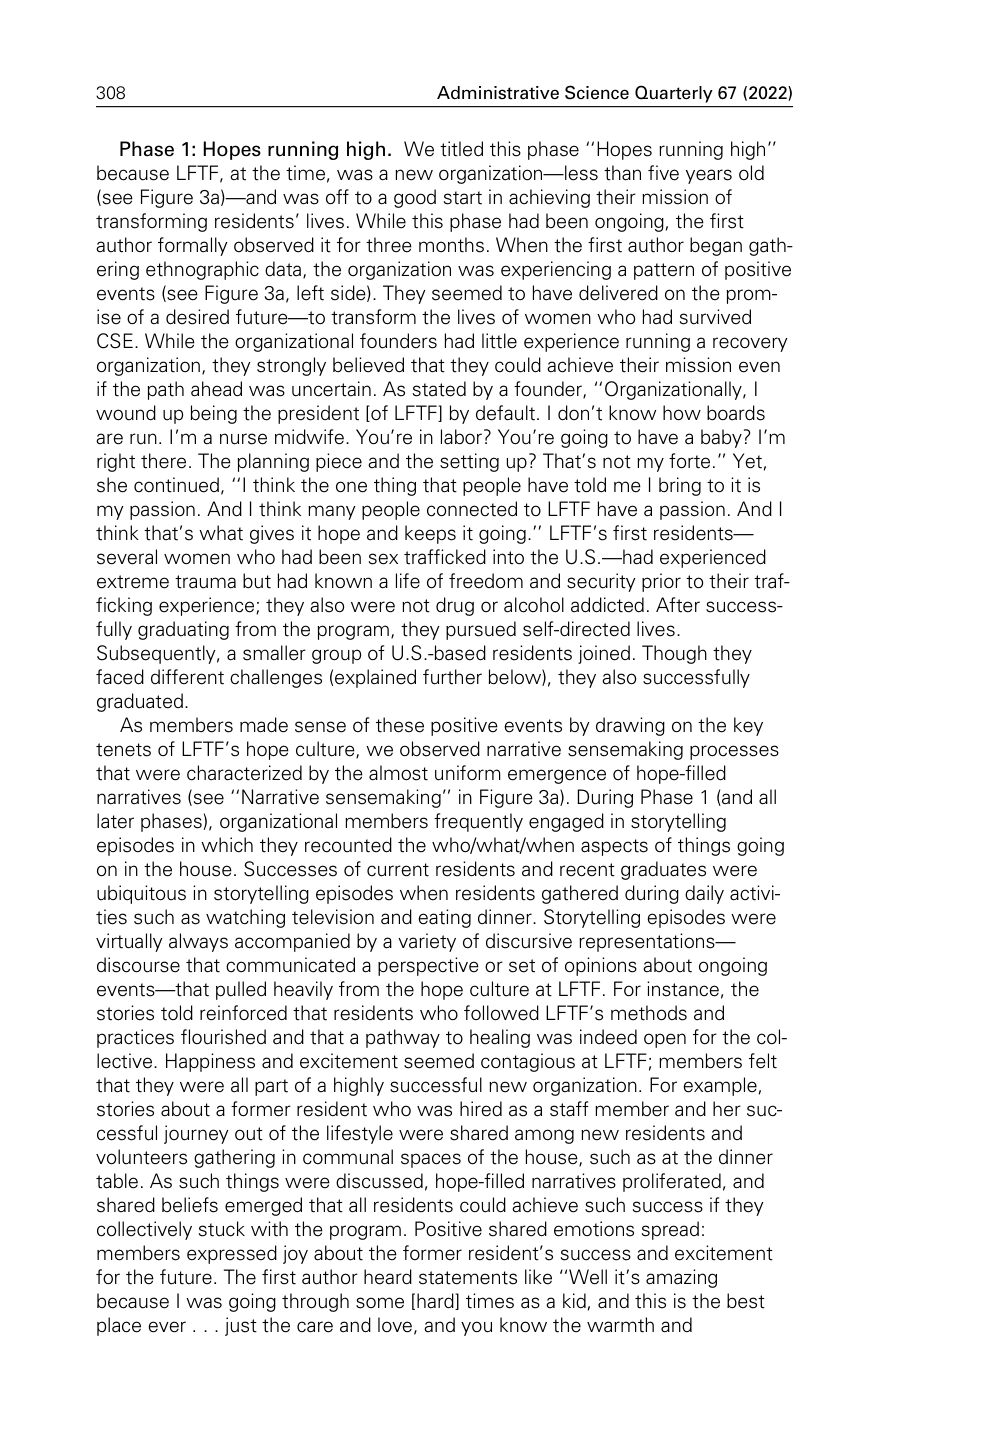 308
Administrative Science Quarterly 67 (2022)
Phase 1: Hopes running high. We titled this phase ‘‘Hopes running high’’
because LFTF, at the time, was a new organization—less than five years old
(see Figure 3a)—and was off to a good start in achieving their mission of
transforming residents’ lives. While this phase had been ongoing, the first
author formally observed it for three months. When the first author began gath-
ering ethnographic data, the organization was experiencing a pattern of positive
events (see Figure 3a, left side). They seemed to have delivered on the prom-
ise of a desired future—to transform the lives of women who had survived
CSE. While the organizational founders had little experience running a recovery
organization, they strongly believed that they could achieve their mission even
if the path ahead was uncertain. As stated by a founder, ‘‘Organizationally, I
wound up being the president [of LFTF] by default. I don’t know how boards
are run. I’m a nurse midwife. You’re in labor? You’re going to have a baby? I’m
right there. The planning piece and the setting up? That’s not my forte.’’ Yet,
she continued, ‘‘I think the one thing that people have told me I bring to it is
my passion. And I think many people connected to LFTF have a passion. And I
think that’s what gives it hope and keeps it going.’’ LFTF’s first residents—
several women who had been sex trafficked into the U.S.—had experienced
extreme trauma but had known a life of freedom and security prior to their traf-
ficking experience; they also were not drug or alcohol addicted. After success-
fully graduating from the program, they pursued self-directed lives.
Subsequently, a smaller group of U.S.-based residents joined. Though they
faced different challenges (explained further below), they also successfully
graduated.
As members made sense of these positive events by drawing on the key
tenets of LFTF’s hope culture, we observed narrative sensemaking processes
that were characterized by the almost uniform emergence of hope-filled
narratives (see ‘‘Narrative sensemaking’’ in Figure 3a). During Phase 1 (and all
later phases), organizational members frequently engaged in storytelling
episodes in which they recounted the who/what/when aspects of things going
on in the house. Successes of current residents and recent graduates were
ubiquitous in storytelling episodes when residents gathered during daily activi-
ties such as watching television and eating dinner. Storytelling episodes were
virtually always accompanied by a variety of discursive representations—
discourse that communicated a perspective or set of opinions about ongoing
events—that pulled heavily from the hope culture at LFTF. For instance, the
stories told reinforced that residents who followed LFTF’s methods and
practices flourished and that a pathway to healing was indeed open for the col-
lective. Happiness and excitement seemed contagious at LFTF; members felt
that they were all part of a highly successful new organization. For example,
stories about a former resident who was hired as a staff member and her suc-
cessful journey out of the lifestyle were shared among new residents and
volunteers gathering in communal spaces of the house, such as at the dinner
table. As such things were discussed, hope-filled narratives proliferated, and
shared beliefs emerged that all residents could achieve such success if they
collectively stuck with the program. Positive shared emotions spread:
members expressed joy about the former resident’s success and excitement
for the future. The first author heard statements like ‘‘Well it’s amazing
because I was going through some [hard] times as a kid, and this is the best
place ever . . . just the care and love, and you know the warmth and